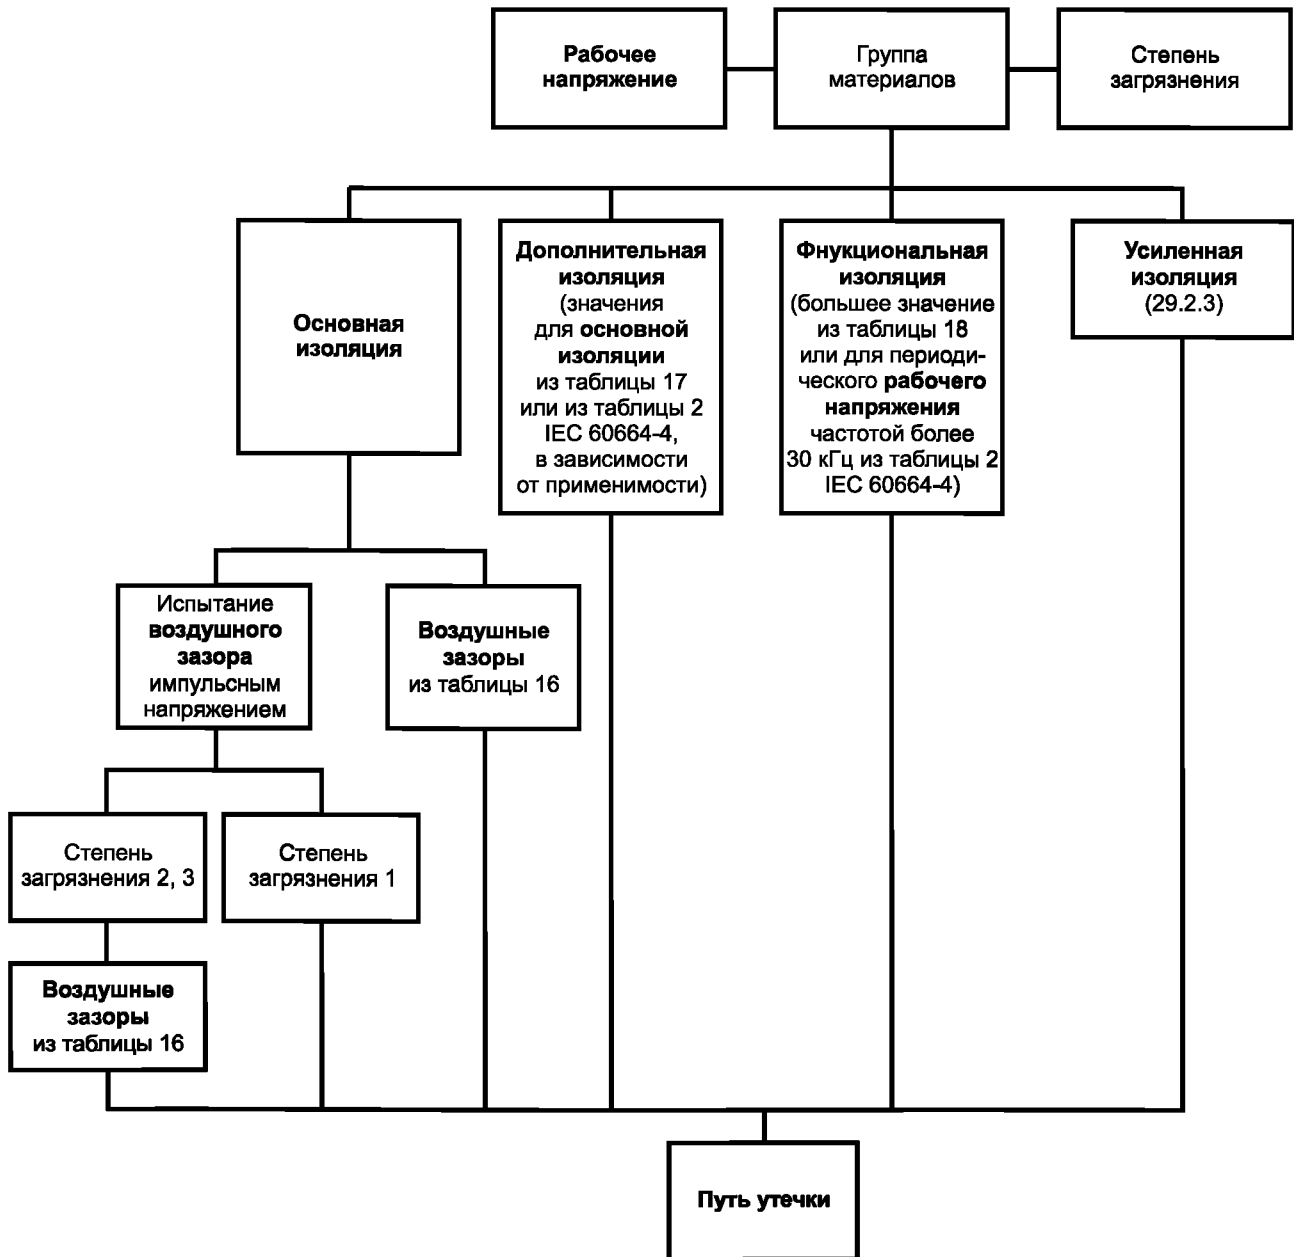 Рабочее
напряжение
Группа
материалов
Степень
загрязнения
Основная
изоляция
Дополнительная
изоляция
(значения
для основной
изоляции
из таблицы 17
или из таблицы 2
IEC 60664-4,
в зависимости
от применимости)
Фнукциональная
изоляция
(большее значение
из таблицы 18
или для периоди-
ческого рабочего
напряжения
частотой более
30 кГц из таблицы 2
IEC 60664-4)
Усиленная
изоляция
(29.2.3)
Испытание
воздушного
зазора
импульсным
напряжением
Воздушные
зазоры
из таблицы 16
Степень
загрязнения 2, 3
Степень
загрязнения 1
Воздушные
зазоры
из таблицы 16
Путь утечки